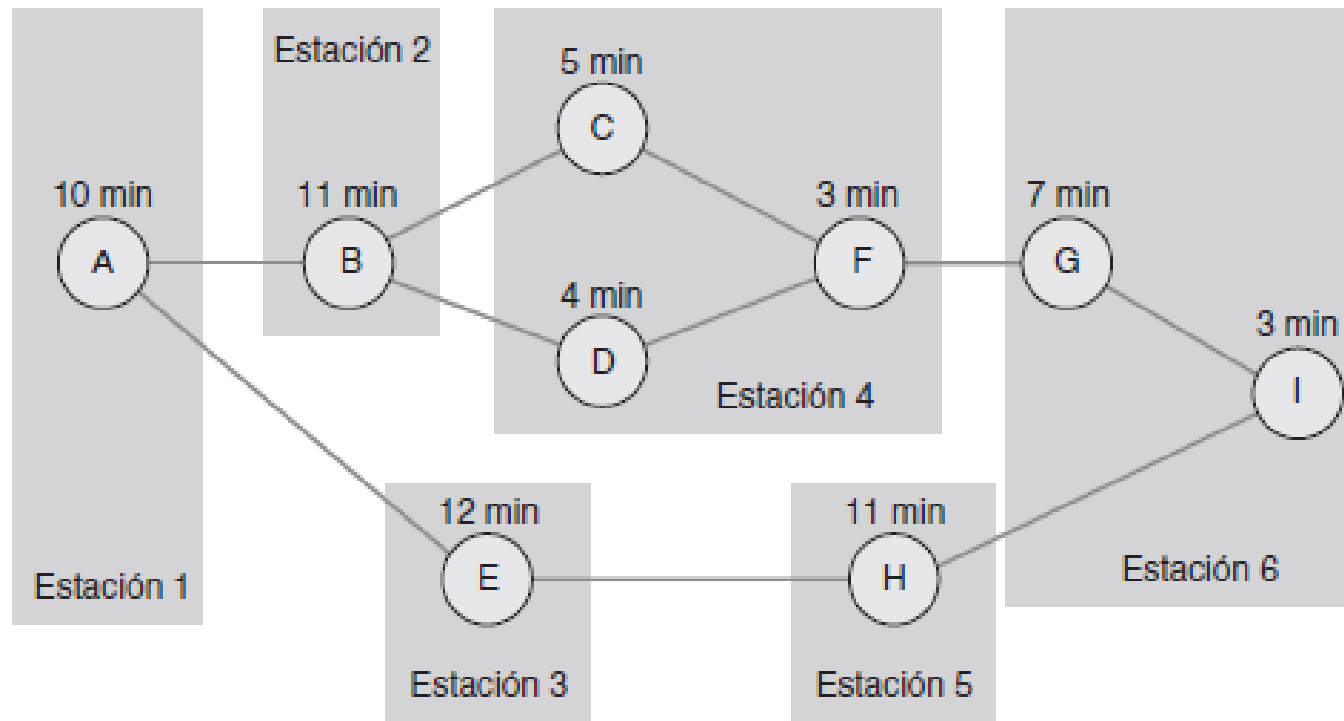 Estación 2
5 min
C
10 min
11 min
3 min
7 min
A
B
F
G
4 min
3 min
D
I
Estación 4
12 min
11 min
Estación 1
E
H
Estación 6
Estación 3
Estación 5